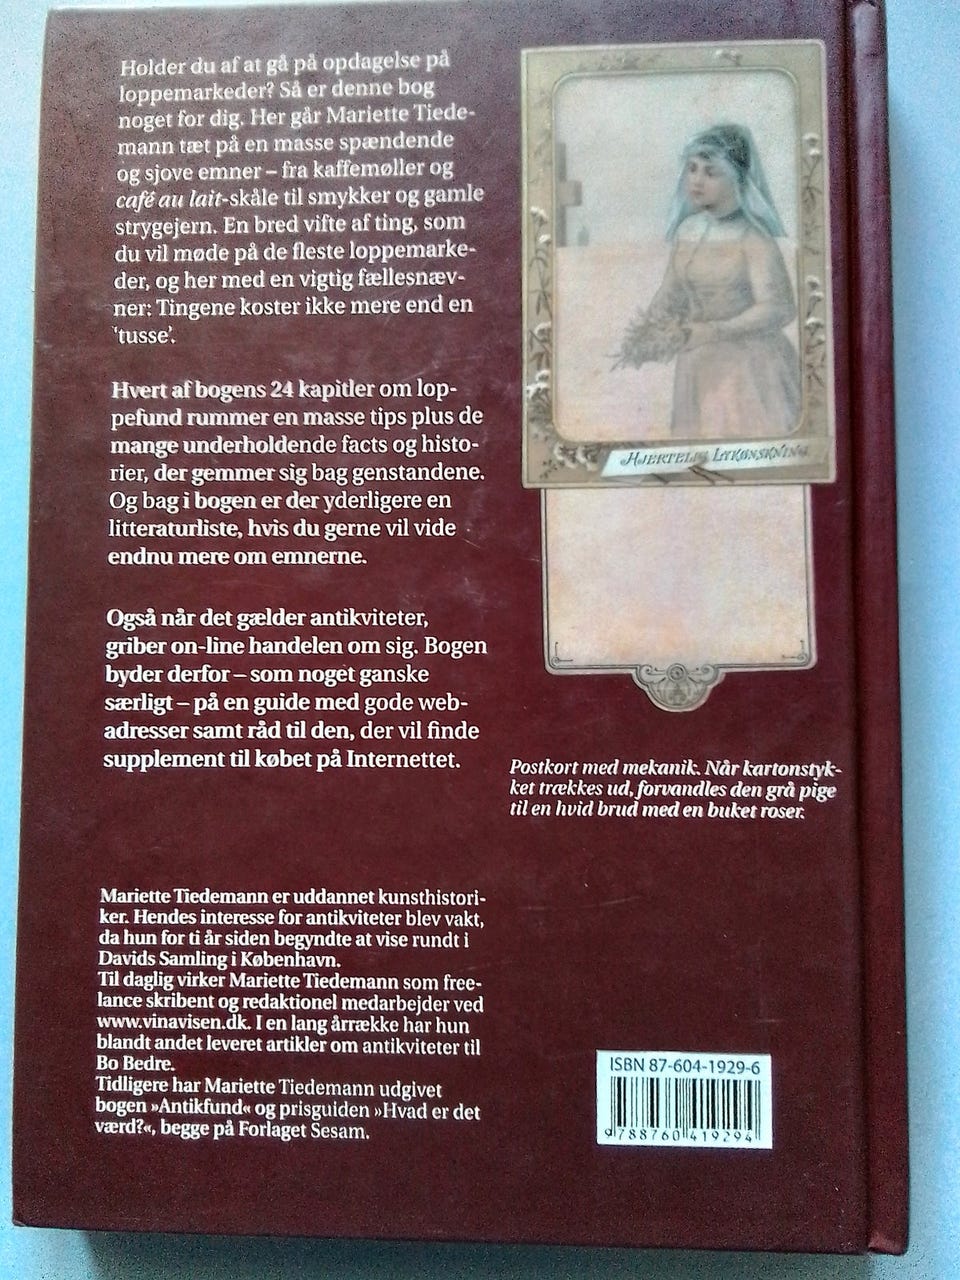 Holder du af at gå på opdagelse på
loppemarkeder? Så er denne bog
noget for dig. Her går Mariette Tiede-
mann tæt på en masse spændende
og sjove emner – fra kaffemøller og
café au lait-skåle til smykker og gamle
strygejern. En bred vifte af ting, som
du vil møde på de fleste loppemarke-
der, og her med en vigtig fællesnæv-
ner: Tingene koster ikke mere end en
'tusse'.
Hvert af bogens 24 kapitler om lop-
pefund rummer en masse tips plus de
mange underholdende facts og histo-
rier, der gemmer sig bag genstandene.
Og bag i bogen er der yderligere en
litteraturliste, hvis du gerne vil vide
endnu mere om emnerne.
Også når det gælder antikviteter,
griber on-line handelen om sig. Bogen
byder derfor – som noget ganske
særligt – på en guide med gode web-
adresser samt råd til den, der vil finde
supplement til købet på Internettet.
Mariette Tiedemann er uddannet kunsthistori-
ker. Hendes interesse for antikviteter blev vakt,
da hun for ti år siden begyndte at vise rundt i
Davids Samling i København.
Til daglig virker Mariette Tiedemann som free-
lance skribent og redaktionel medarbejder ved
www.vinavisen.dk. I en lang årrække har hun
blandt andet leveret artikler om antikviteter til
Bo Bedre.
Tidligere har Mariette Tiedemann udgivet
bogen »Antikfund« og prisguiden »Hvad er det
værd?«, begge på Forlaget Sesam.
HJERTELIG LYKØNSKNING
Postkort med mekanik. Når kartonstyk-
ket trækkes ud, forvandles den grå pige
til en hvid brud med en buket roser.
ISBN 87-604-1929-6
9 788760 419294